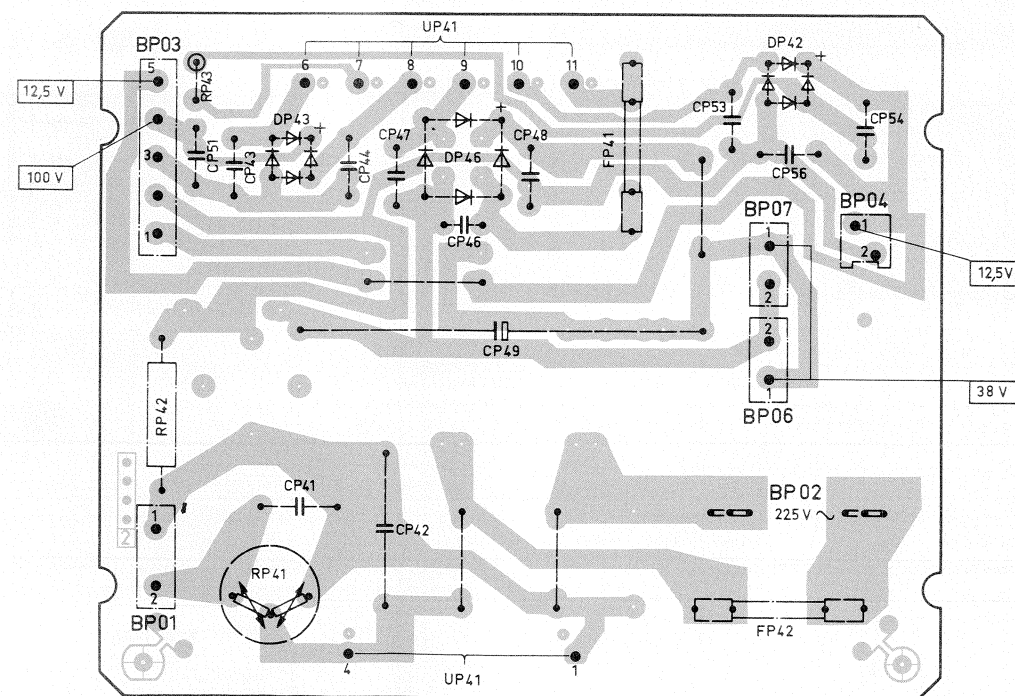 UP41
BP03
DP42
+
5
RP43
6
7
8
9
10
11
12,5 V
CP53
CP54
DP43
+
CP47
+
CP48
FP41
3
CP51
CP43
CP44
DP46
100 V
CP56
BP07
BP04
1
1
CP46
1
2
12,5V
2
2
CP49
RP42
38 V
1
BP06
CP41
BP02
1
225 V ~
CP42
2
RP41
2
BP01
FP42
4
UP41
1